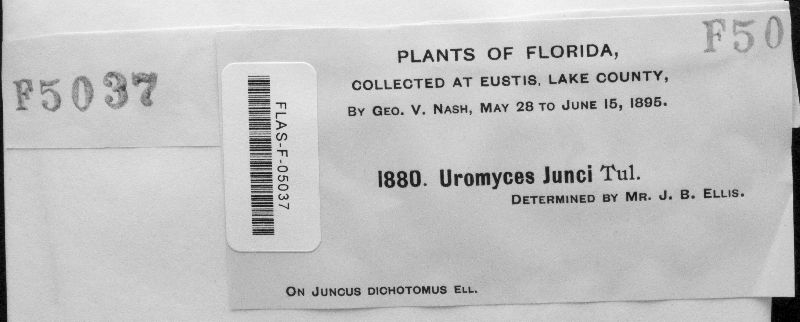 F5037
F50
PLANTS OF FLORIDA,
COLLECTED AT EUSTIS, LAKE COUNTY,
BY GEO. V. NASH, MAY 28 TO JUNE 15, 1895.
FLAS-F-05037
1880. Uromyces Junci Tul.
DETERMINED BY MR. J. B. ELLIS.
ON JUNCUS DICHOTOMUS ELL.